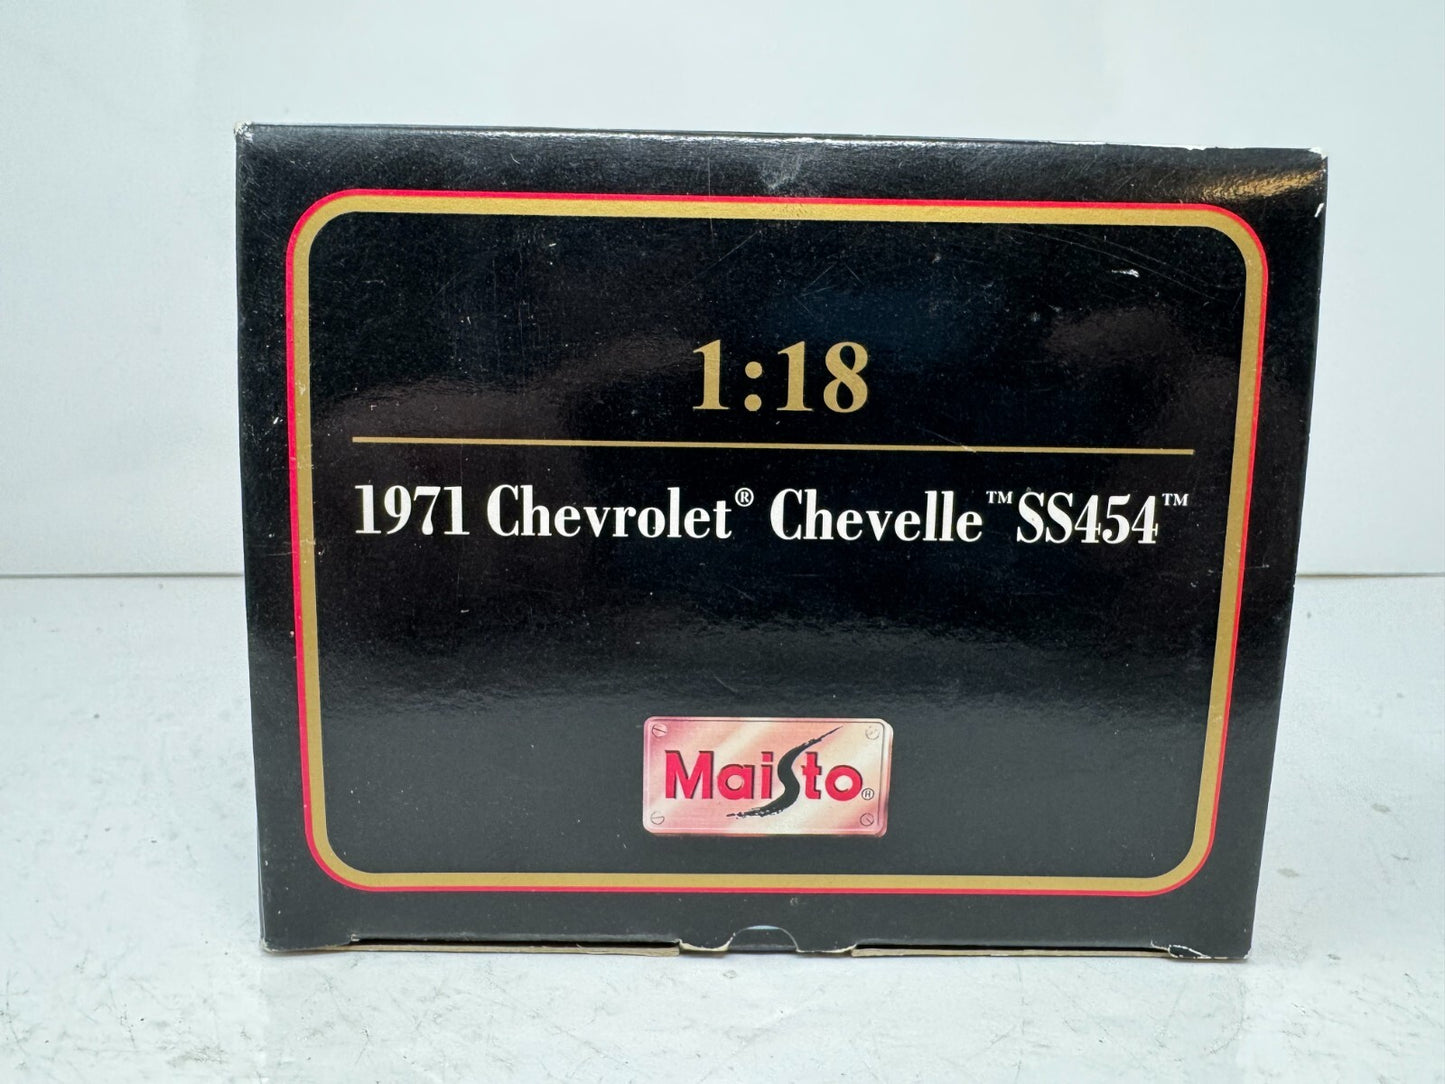 1:18
1971 Chevrolet® Chevelle™ SS454™
Maisto®